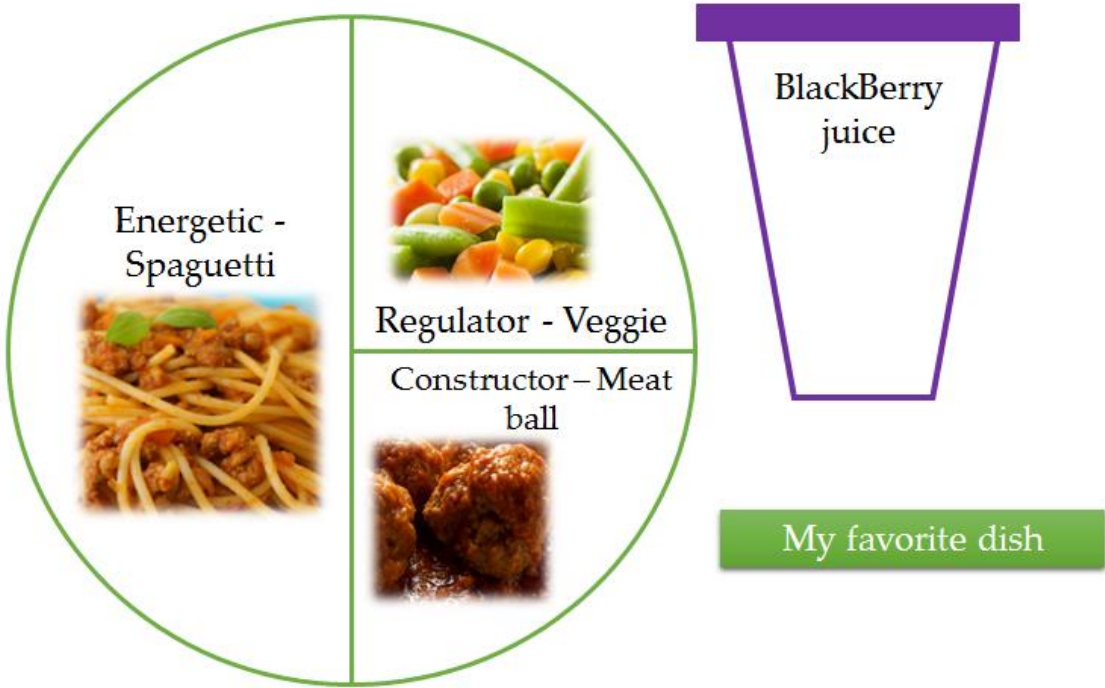 Energetic -
Spaguetti
Regulator - Veggie
Constructor – Meat
ball
BlackBerry
juice
My favorite dish